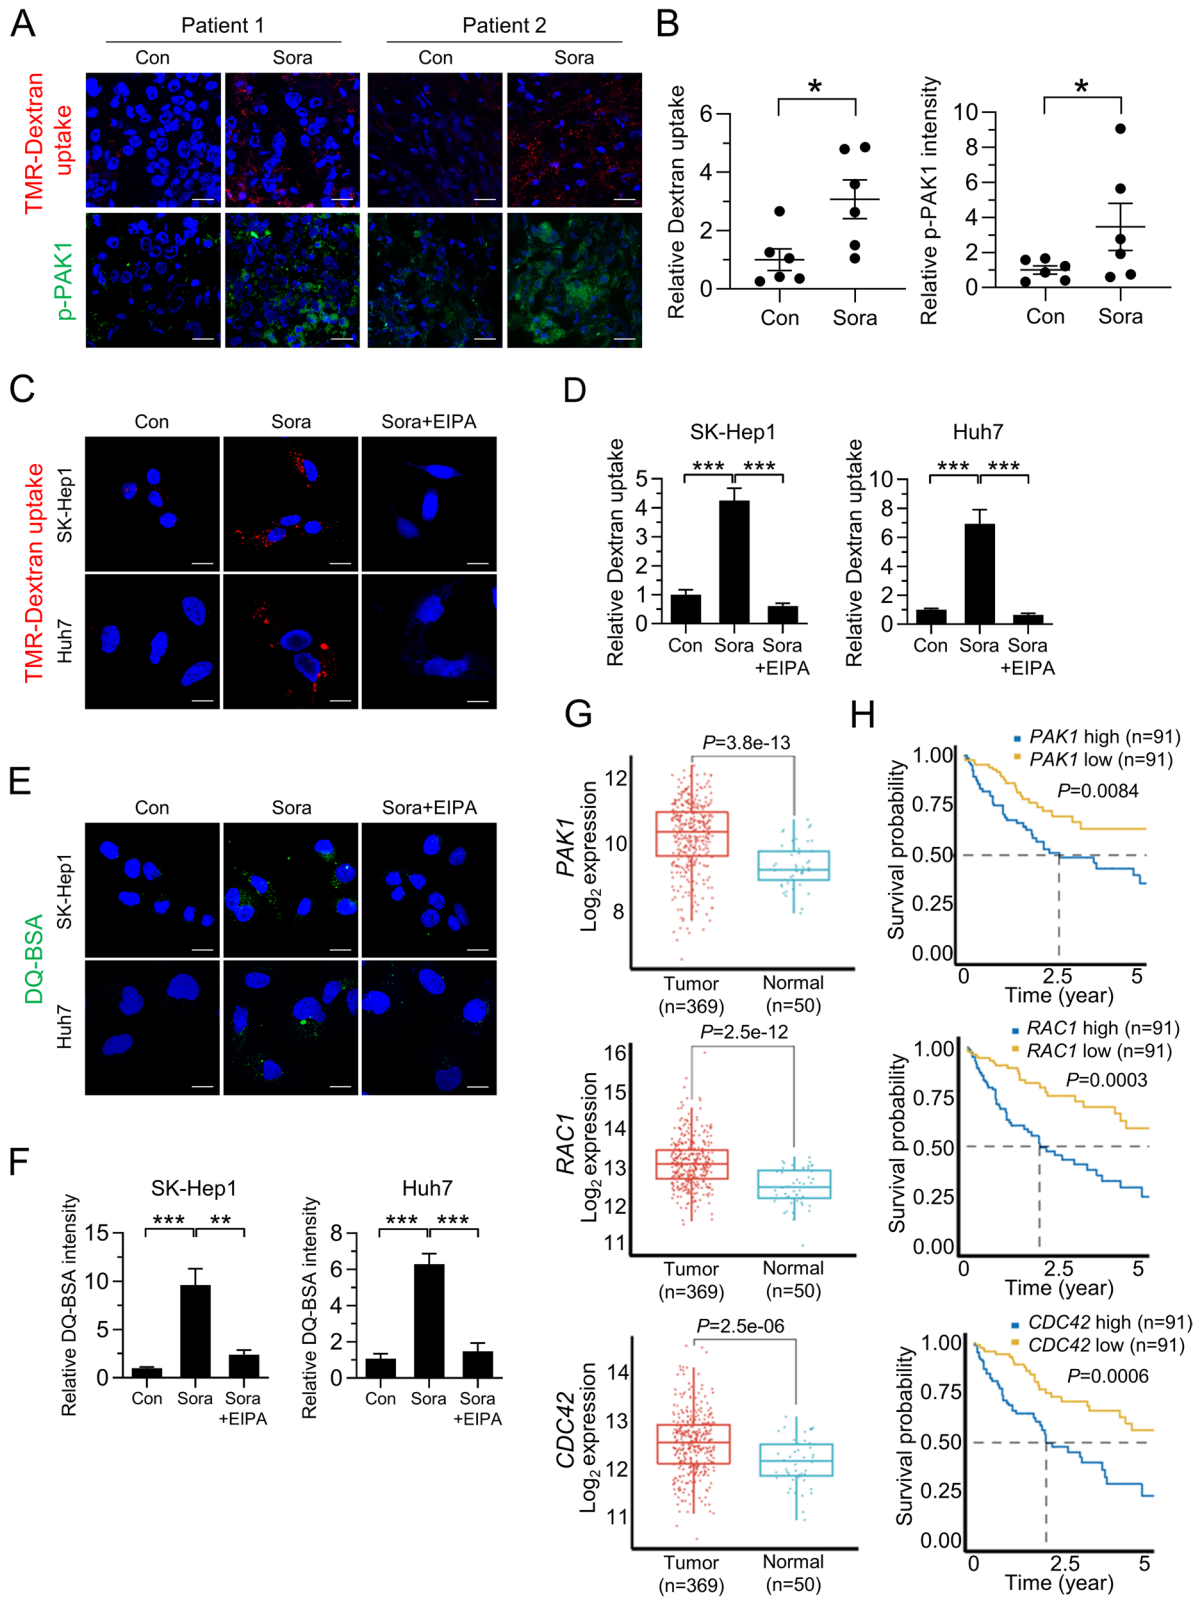 A
Patient 1
Patient 2
Con
Sora
Con
Sora
TMR-Dextran
uptake
p-PAK1
B
Relative Dextran uptake
6
4
2
0
*
Con
Sora
Relative p-PAK1 intensity
10
8
6
4
2
0
*
Con
Sora
C
Con
Sora
Sora+EIPA
TMR-Dextran uptake
SK-Hep1
Huh7
D
SK-Hep1
Relative Dextran uptake
5
4
3
2
1
0
***
***
Con
Sora
Sora
+EIPA
Huh7
Relative Dextran uptake
10
8
6
4
2
0
***
***
Con
Sora
Sora
+EIPA
E
Con
Sora
Sora+EIPA
DQ-BSA
SK-Hep1
Huh7
F
SK-Hep1
Relative DQ-BSA intensity
15
10
5
0
***
**
Con
Sora
Sora
+EIPA
Huh7
Relative DQ-BSA intensity
8
6
4
2
0
***
***
Con
Sora
Sora
+EIPA
G
PAK1
Log2 expression
P=3.8e-13
12
10
8
Tumor
(n=369)
Normal
(n=50)
RAC1
Log2 expression
P=2.5e-12
16
15
14
13
12
11
Tumor
(n=369)
Normal
(n=50)
CDC42
Log2 expression
P=2.5e-06
14
13
12
11
Tumor
(n=369)
Normal
(n=50)
H
PAK1 high (n=91)
PAK1 low (n=91)
P=0.0084
Survival probability
1.00
0.75
0.50
0.25
0.00
0
2.5
5
Time (year)
RAC1 high (n=91)
RAC1 low (n=91)
P=0.0003
Survival probability
1.00
0.75
0.50
0.25
0.00
0
2.5
5
Time (year)
CDC42 high (n=91)
CDC42 low (n=91)
P=0.0006
Survival probability
1.00
0.75
0.50
0.25
0.00
0
2.5
5
Time (year)